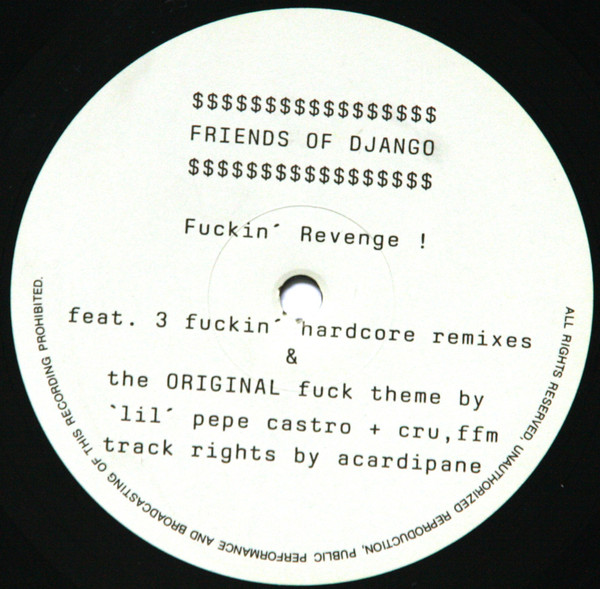 $$$$$$$$$$$$$$$$$
FRIENDS OF DJANGO
$$$$$$$$$$$$$$$$$
Fuckin´ Revenge !
feat. 3 fuckin´ hardcore remixes
&
the ORIGINAL fuck theme by
`lil´ pepe castro + cru,ffm
track rights by acardipane
ALL RIGHTS RESERVED, UNAUTHORIZED REPRODUCTION, PUBLIC PERFORMANCE AND BROADCASTING OF THIS RECORDING PROHIBITED.